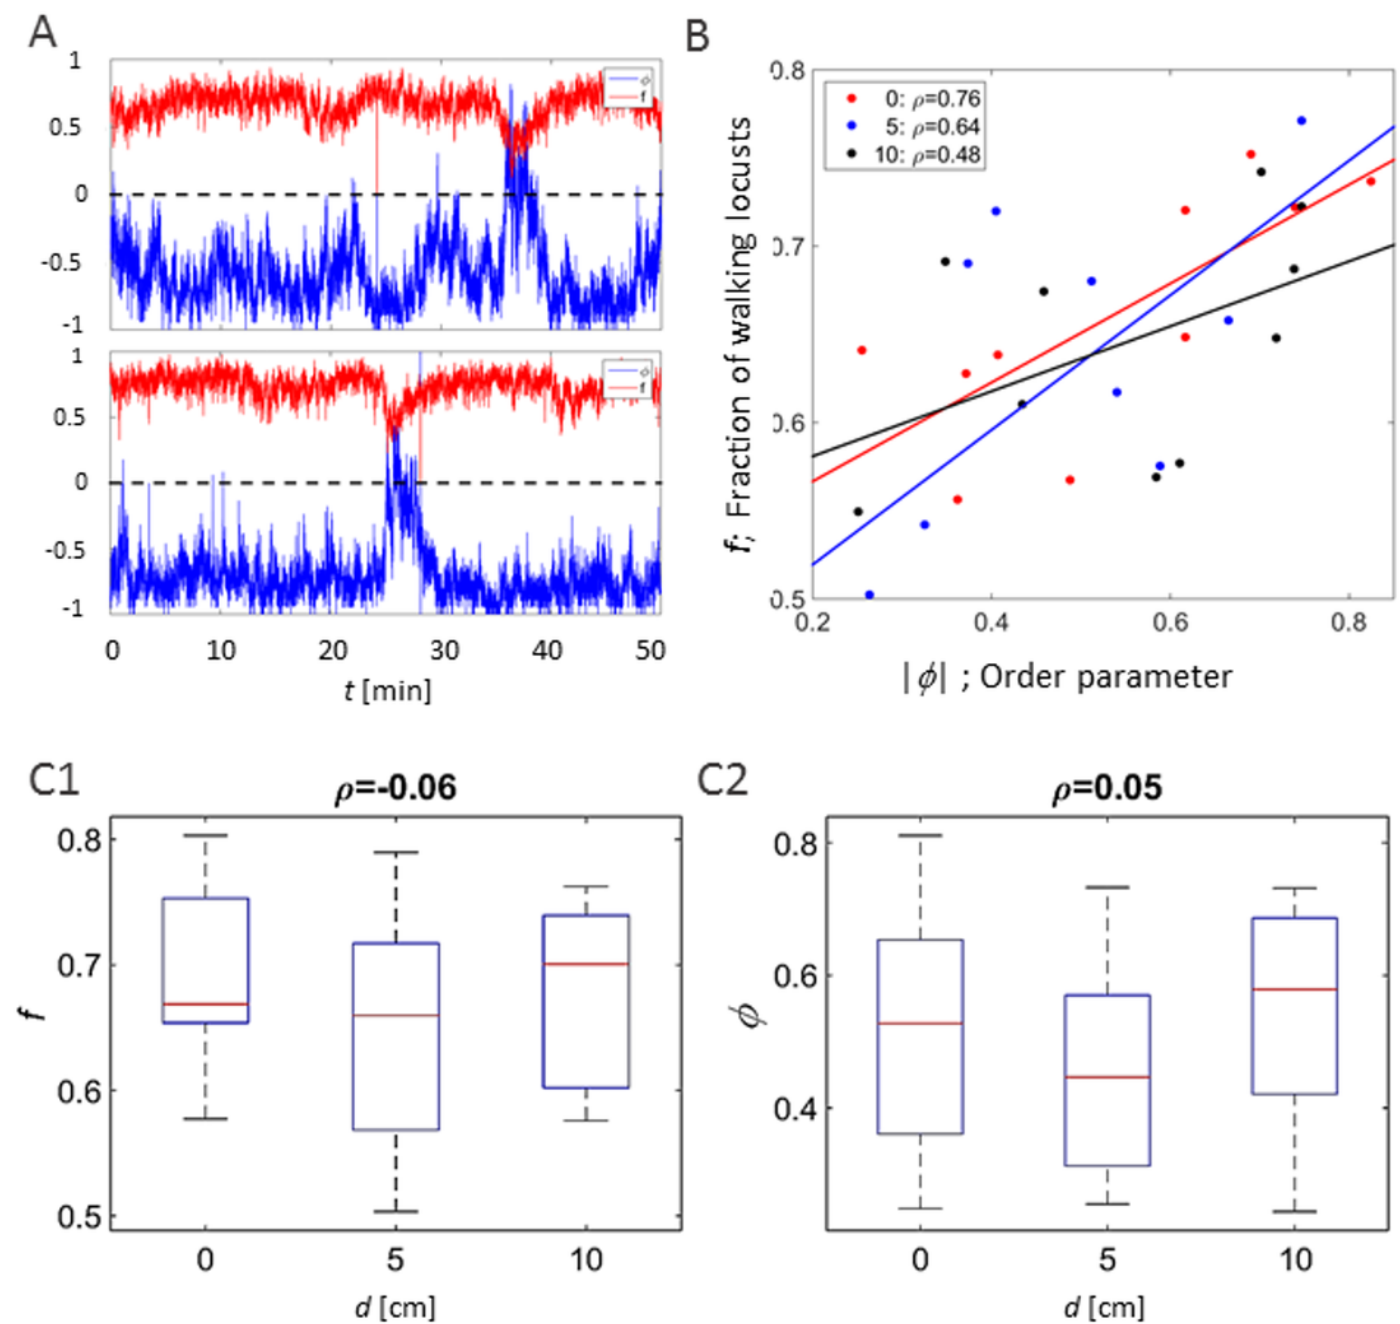 A
1
0.5
0
-0.5
-1
ϕ
f
1
0.5
0
-0.5
-1
ϕ
f
0 10 20 30 40 50
t [min]
B
0.8
0.7
0.6
0.5
0.2 0.4 0.6 0.8
0: ρ=0.76
5: ρ=0.64
10: ρ=0.48
f; Fraction of walking locusts
|ϕ| ; Order parameter
C1
ρ=-0.06
0.8
0.7
0.6
0.5
f
0 5 10
d [cm]
C2
ρ=0.05
0.8
0.6
0.4
ϕ
0 5 10
d [cm]